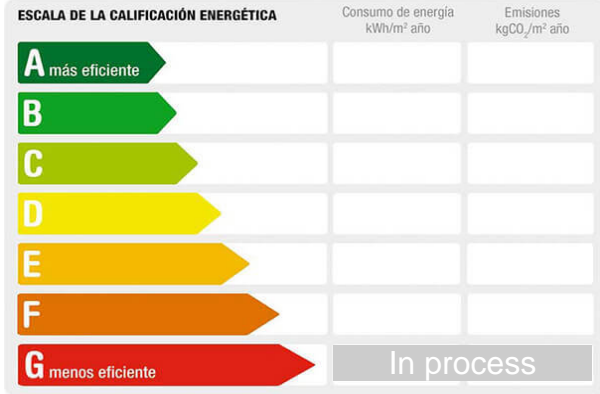 ESCALA DE LA CALIFICACIÓN ENERGÉTICA
Consumo de energía
kWh/m² año
Emisiones
kgCO₂/m² año
A más eficiente
B
C
D
E
F
G menos eficiente
In process